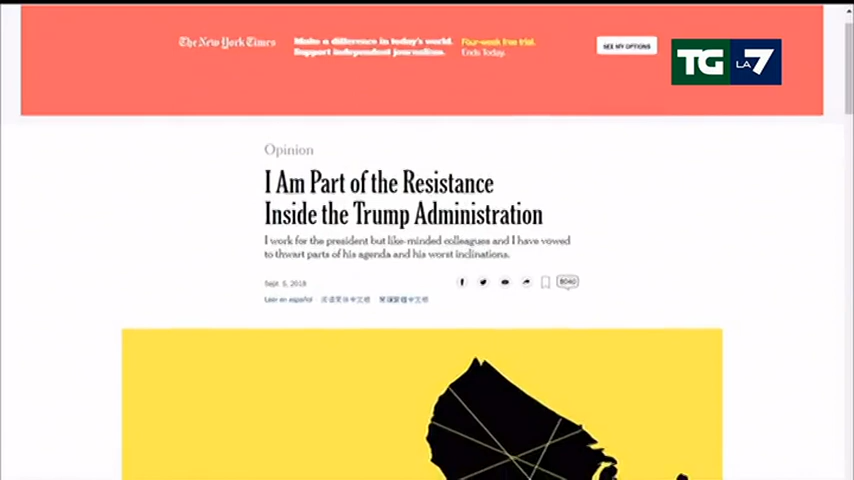 The New York Times
Make a difference in today's world.
Support independent journalism.
Four-week free trial.
Ends Today.
SEE MY OPTIONS
TG LA7
Opinion
I Am Part of the Resistance
Inside the Trump Administration
I work for the president but like-minded colleagues and I have vowed
to thwart parts of his agenda and his worst inclinations.
Sept. 5, 2018
8040
Leer en español